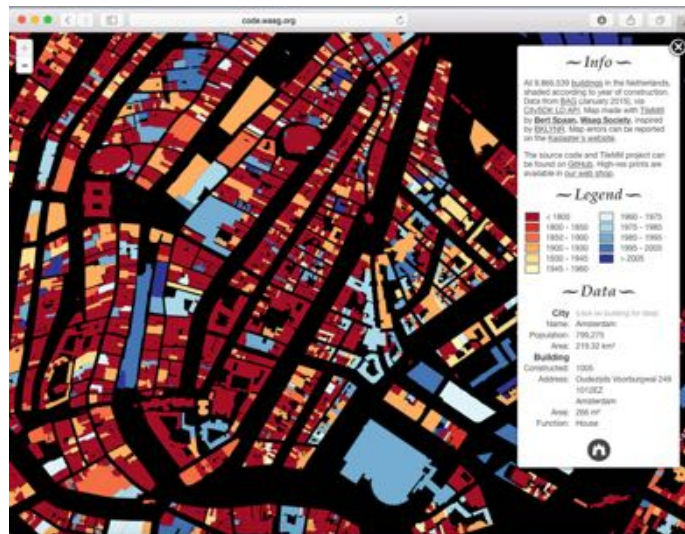 code.waag.org
Info
All 9,866,539 buildings in the Netherlands,
shaded according to year of construction.
Data from BAG (January 2015), via
CitySDK LD API. Map made with TileMill
by Bert Spaan, Waag Society, inspired
by BKLYNR. Map errors can be reported
on the Kadaster's website.
The source code and TileMill project can
be found on GitHub. High-res prints are
available in our web shop.
Legend
< 1800
1800 - 1850
1850 - 1900
1900 - 1930
1930 - 1945
1945 - 1960
1960 - 1975
1975 - 1985
1985 - 1995
1995 - 2005
> 2005
Data
City
Name: Amsterdam
Population: 799,275
Area: 219.32 km²
Building
Constructed: 1005
Address: Oudezijds Voorburgwal 249
1012EZ
Amsterdam
Area: 266 m²
Function: House